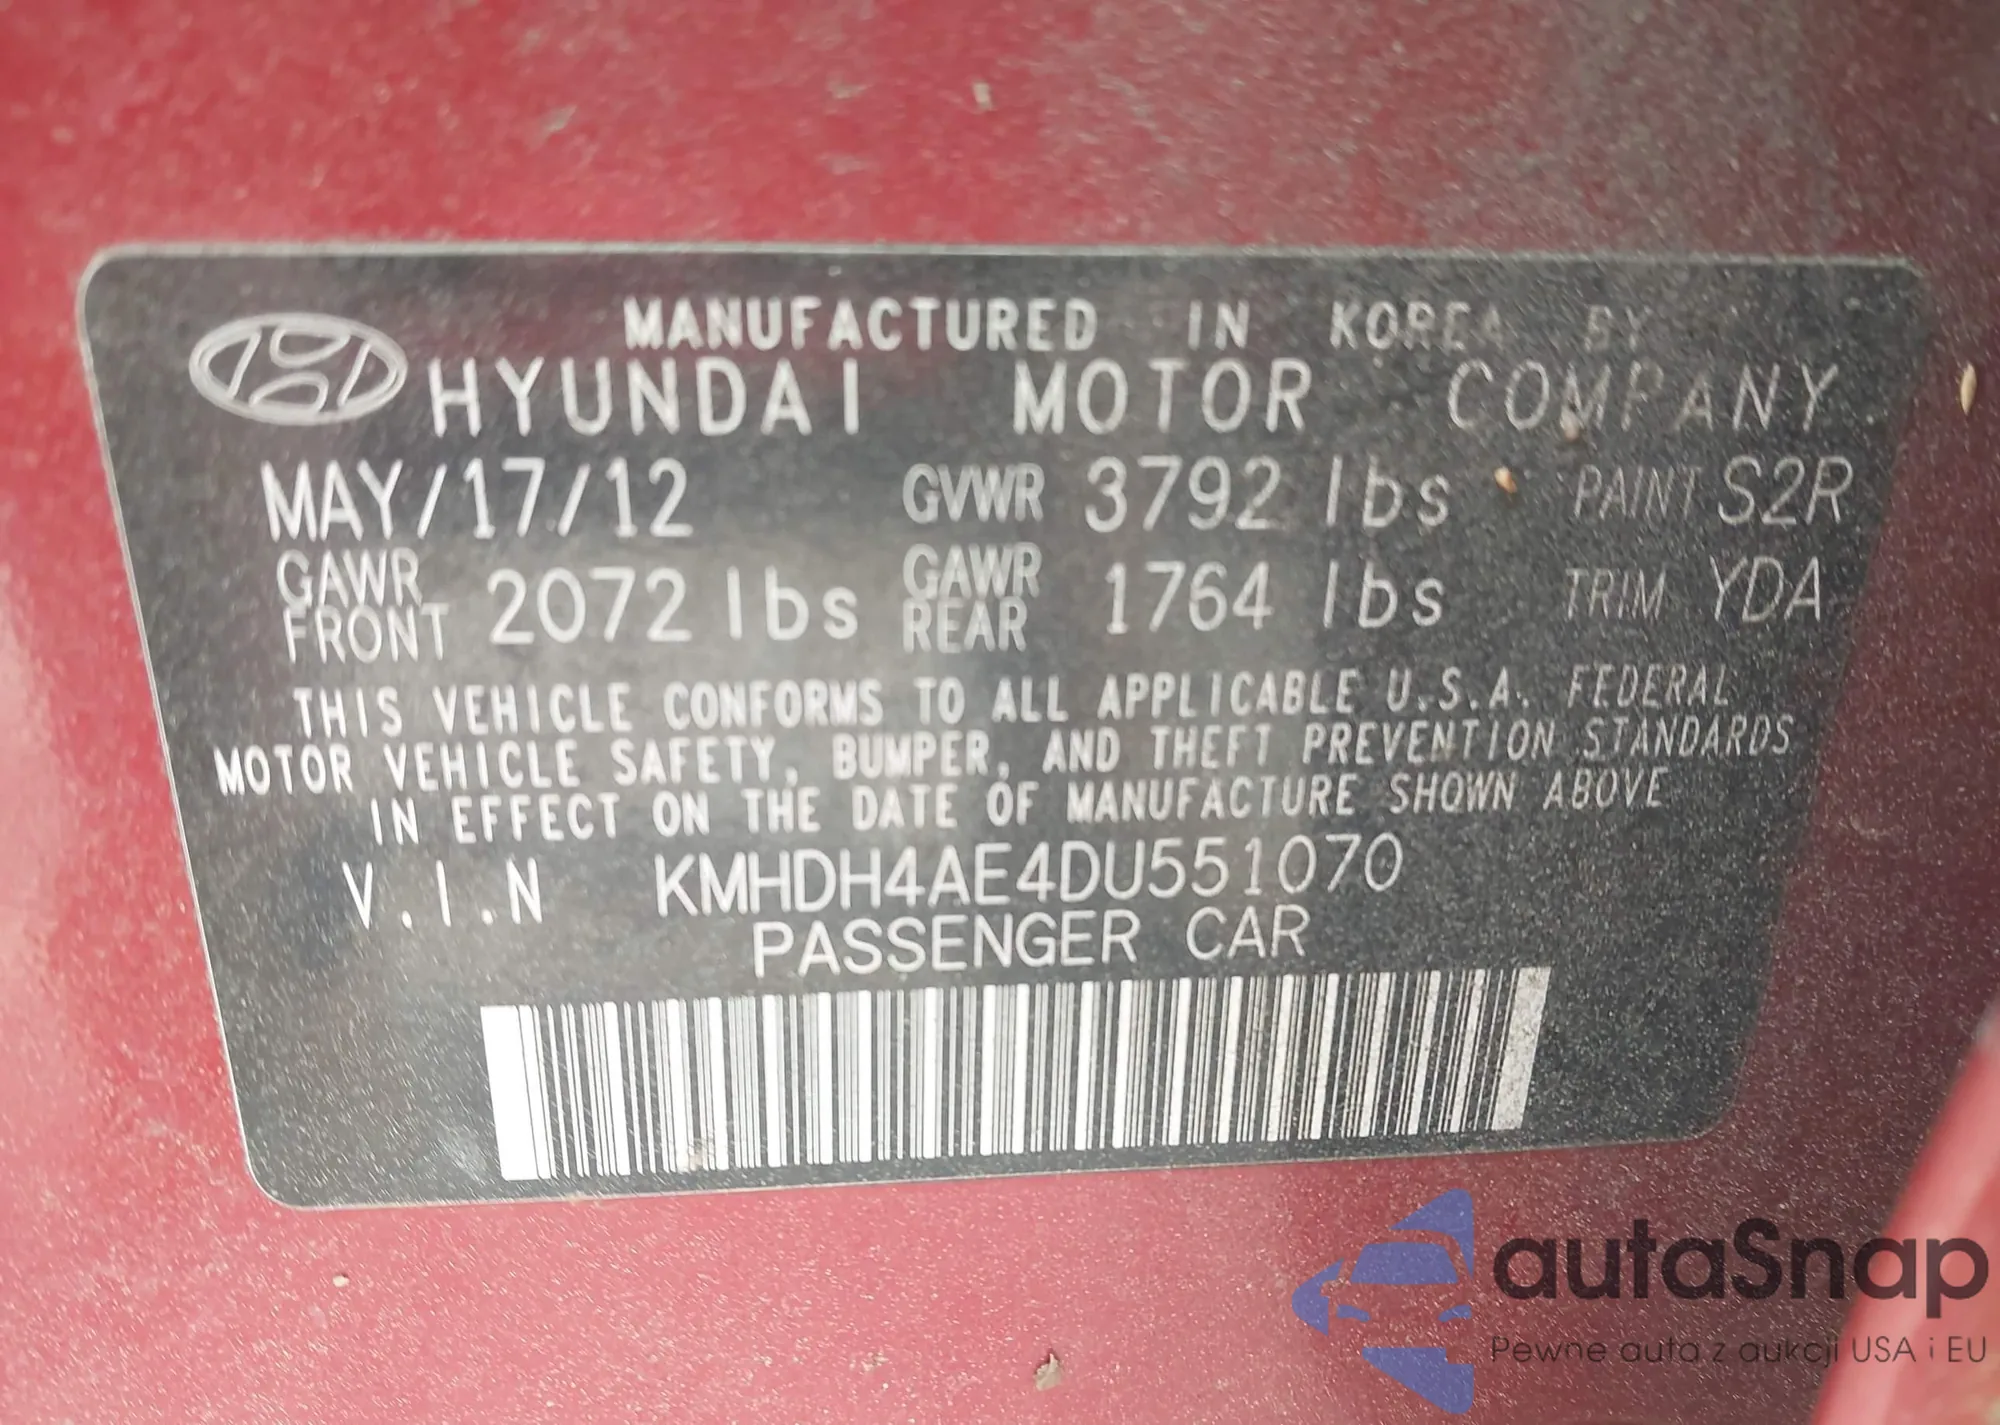 MANUFACTURED IN KOREA BY
HYUNDAI MOTOR COMPANY
MAY/17/12 GVWR 3792 lbs PAINT S2R
GAWR FRONT 2072 lbs GAWR REAR 1764 lbs TRIM YDA
THIS VEHICLE CONFORMS TO ALL APPLICABLE U.S.A. FEDERAL
MOTOR VEHICLE SAFETY, BUMPER, AND THEFT PREVENTION STANDARDS
IN EFFECT ON THE DATE OF MANUFACTURE SHOWN ABOVE
V.I.N KMHDH4AE4DU551070
PASSENGER CAR
autaSnap
Pewne auta z aukcji USA i EU